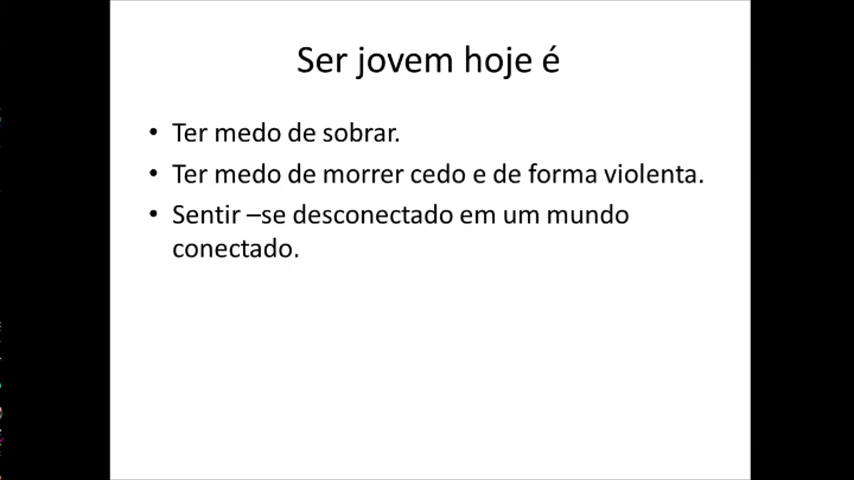 Ser jovem hoje é
• Ter medo de sobrar.
• Ter medo de morrer cedo e de forma violenta.
• Sentir –se desconectado em um mundo
conectado.